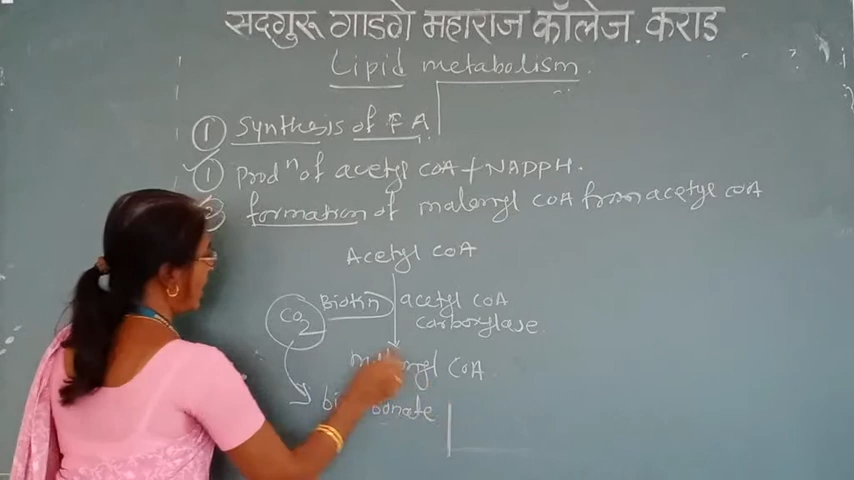 सदगुरू गाडगे महाराज कॉलेज. कराड
Lipid metabolism.
① Synthesis of FA
① Prodⁿ of acetyl CoA + NADPH.
② formation of malonyl CoA from acetyl CoA
Acetyl CoA
CO2 Biotin acetyl CoA
carboxylase
CoA